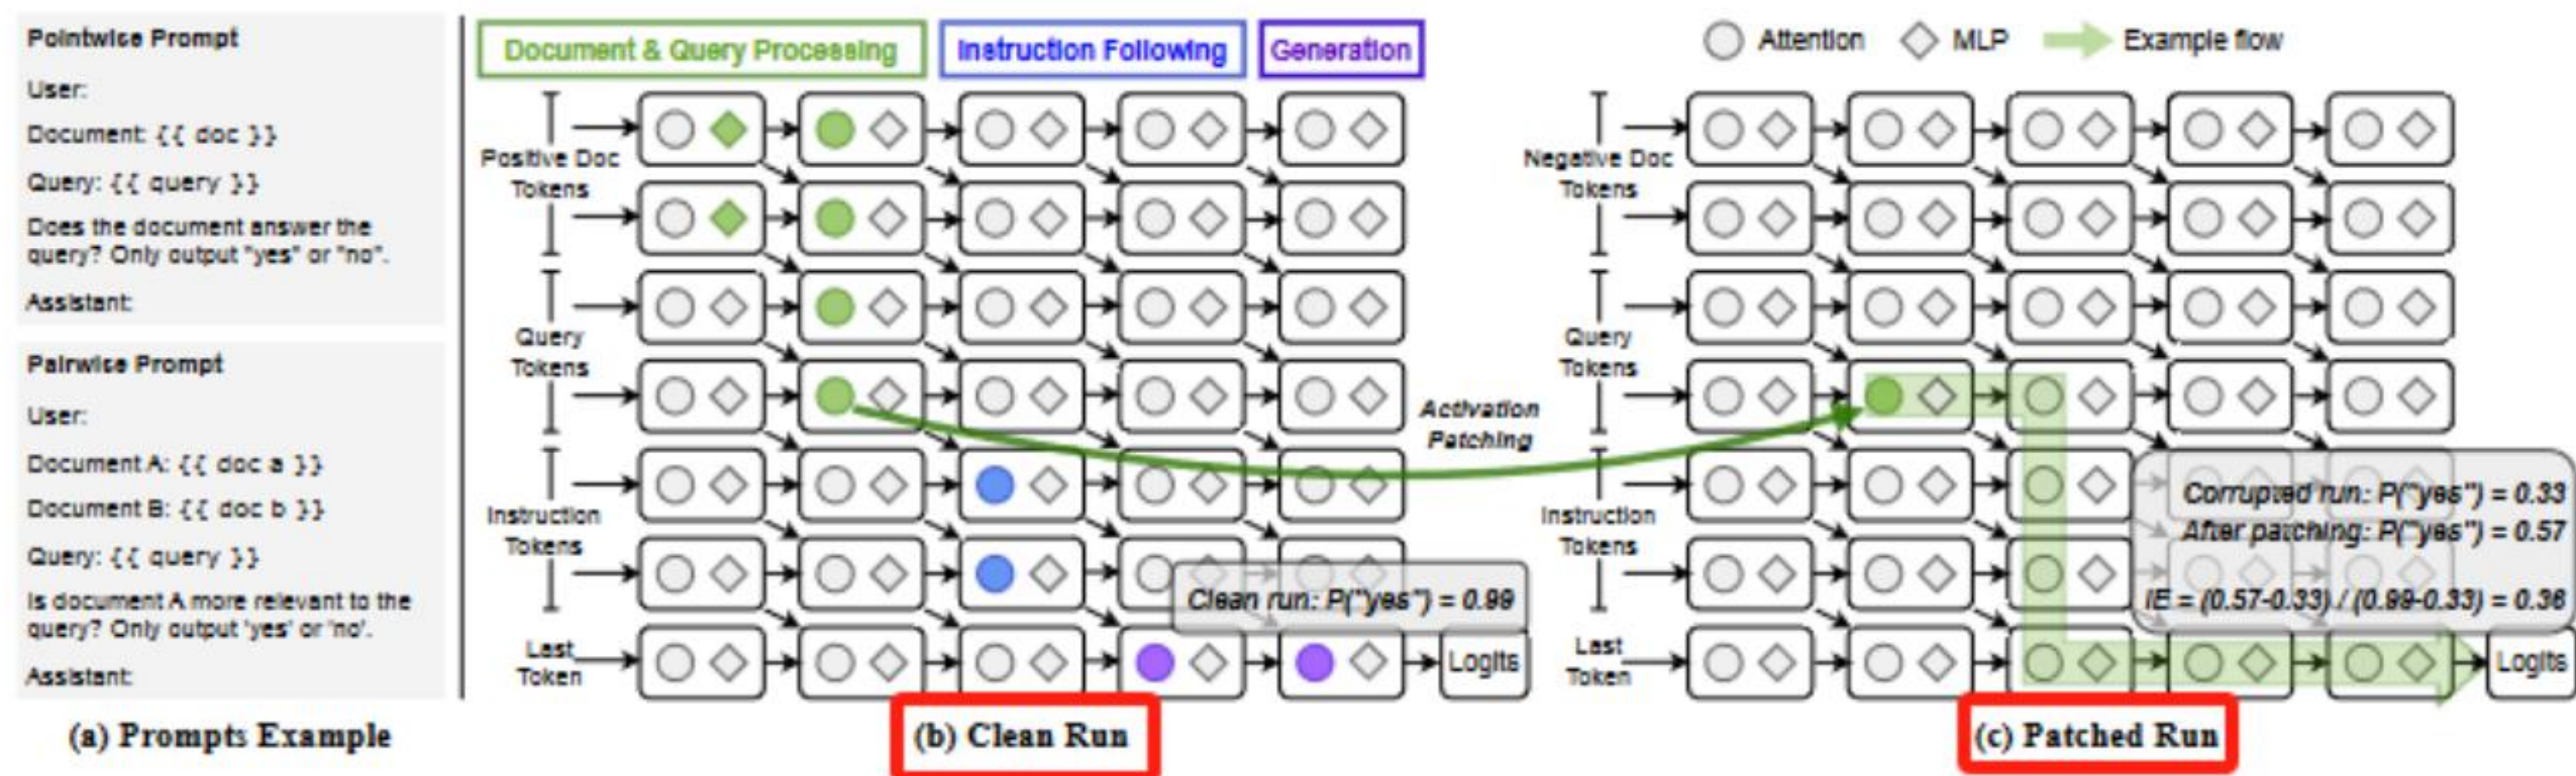 Pointwise Prompt
User:
Document: {{ doc }}
Query: {{ query }}
Does the document answer the
query? Only output "yes" or "no".
Assistant:
Pairwise Prompt
User:
Document A: {{ doc a }}
Document B: {{ doc b }}
Query: {{ query }}
Is document A more relevant to the
query? Only output 'yes' or 'no'.
Assistant:
(a) Prompts Example
Document & Query Processing
Instruction Following
Generation
Positive Doc
Tokens
Query
Tokens
Instruction
Tokens
Last
Token
Clean run: P("yes") = 0.99
Logits
(b) Clean Run
Activation
Patching
Attention
MLP
Example flow
Negative Doc
Tokens
Query
Tokens
Instruction
Tokens
Last
Token
Corrupted run: P("yes") = 0.33
After patching: P("yes") = 0.57
IE = (0.57-0.33) / (0.99-0.33) = 0.36
Logits
(c) Patched Run